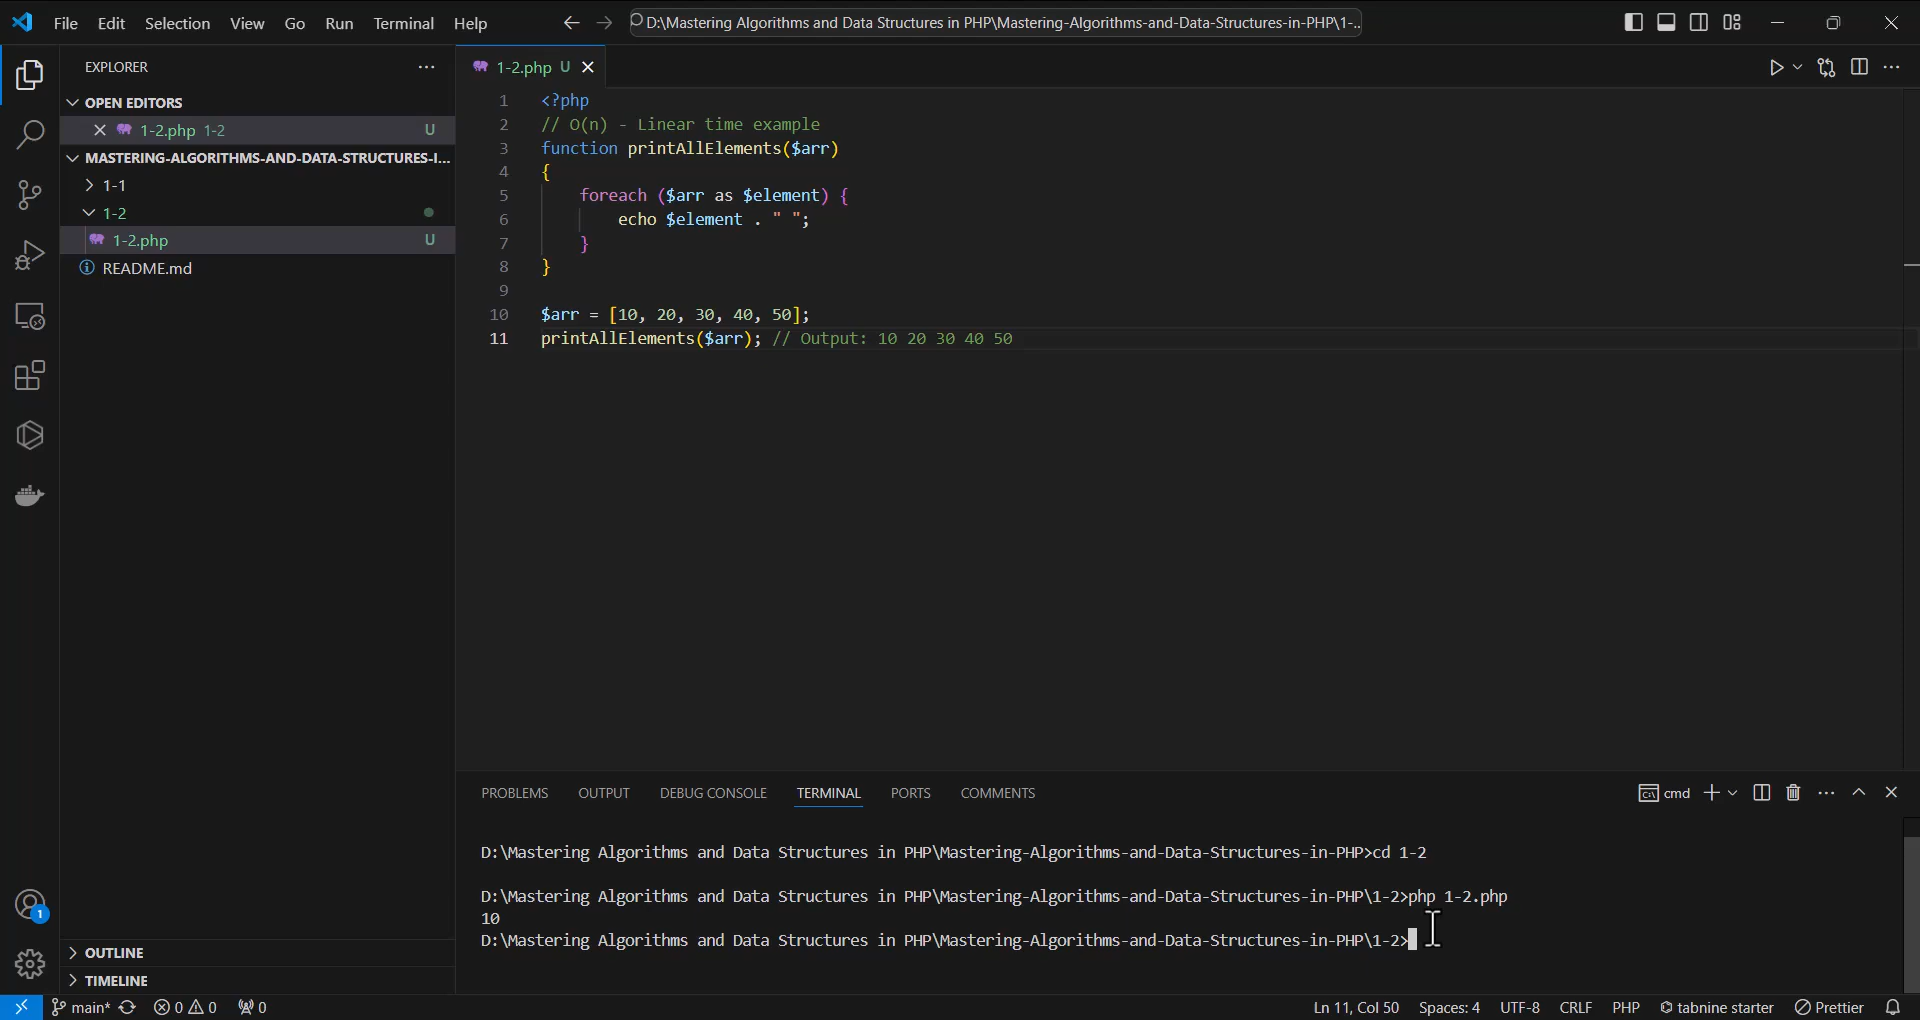 File Edit Selection View Go Run Terminal Help
D:\Mastering Algorithms and Data Structures in PHP\Mastering-Algorithms-and-Data-Structures-in-PHP\1-..
EXPLORER
OPEN EDITORS
1-2.php 1-2 U
MASTERING-ALGORITHMS-AND-DATA-STRUCTURES-I...
1-1
1-2
1-2.php U
README.md
OUTLINE
TIMELINE
1-2.php U
1 <?php
2 // O(n) - Linear time example
3 function printAllElements($arr)
4 {
5 foreach ($arr as $element) {
6 echo $element . " ";
7 }
8 }
9
10 $arr = [10, 20, 30, 40, 50];
11 printAllElements($arr); // Output: 10 20 30 40 50
PROBLEMS OUTPUT DEBUG CONSOLE TERMINAL PORTS COMMENTS
cmd
D:\Mastering Algorithms and Data Structures in PHP\Mastering-Algorithms-and-Data-Structures-in-PHP>cd 1-2
D:\Mastering Algorithms and Data Structures in PHP\Mastering-Algorithms-and-Data-Structures-in-PHP\1-2>php 1-2.php
10
D:\Mastering Algorithms and Data Structures in PHP\Mastering-Algorithms-and-Data-Structures-in-PHP\1-2>
1
main* 0 0 0
Ln 11, Col 50 Spaces: 4 UTF-8 CRLF PHP tabnine starter Prettier